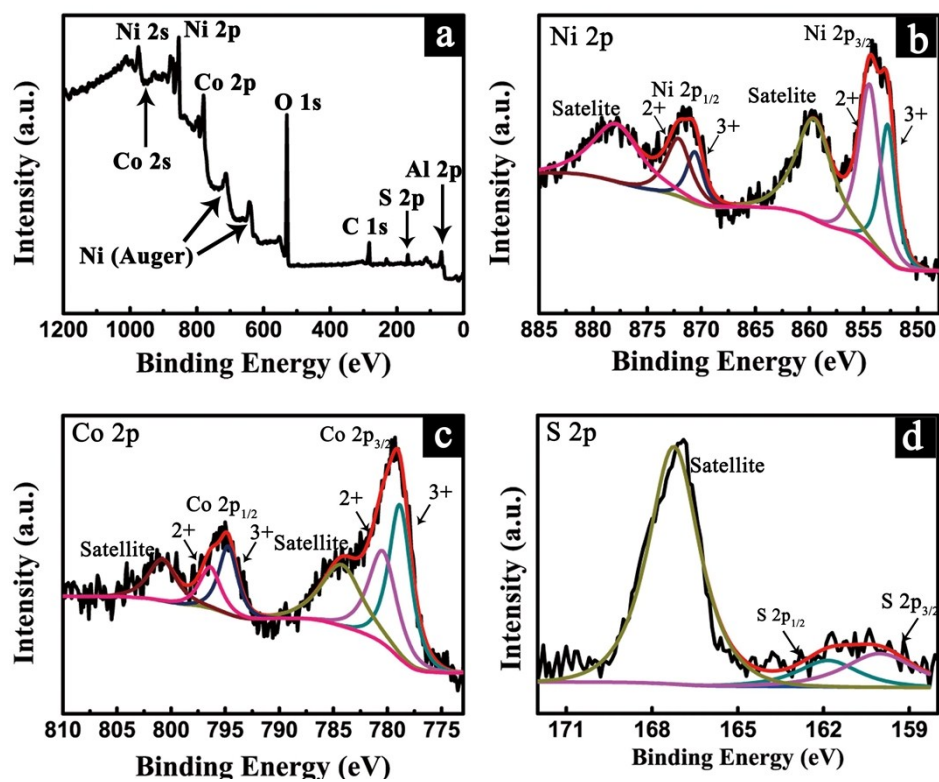 a
Ni 2s
Ni 2p
Co 2p
O 1s
Co 2s
Al 2p
S 2p
C 1s
Ni (Auger)
Intensity (a.u.)
1200 1000 800 600 400 200 0
Binding Energy (eV)
b
Ni 2p
Ni 2p3/2
Satelite
2+
Ni 2p1/2
3+
Satellite
2+
3+
Intensity (a.u.)
885 880 875 870 865 860 855 850
Binding Energy (eV)
c
Co 2p
Co 2p3/2
Satellite
2+
Co 2p1/2
3+
Satellite
2+
3+
Intensity (a.u.)
810 805 800 795 790 785 780 775
Binding Energy (eV)
d
S 2p
Satellite
S 2p1/2
S 2p3/2
Intensity (a.u.)
171 168 165 162 159
Binding Energy (eV)